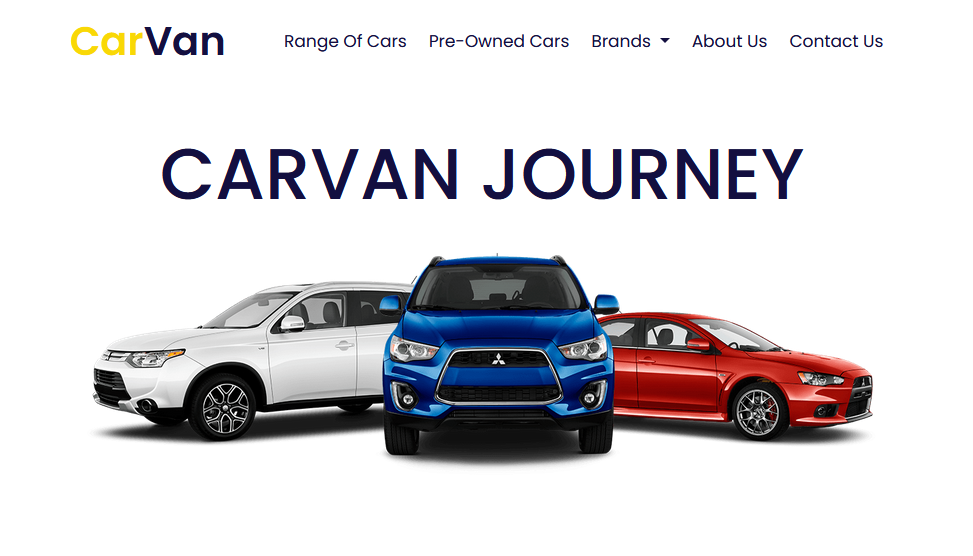 CarVan
Range Of Cars Pre-Owned Cars Brands About Us Contact Us
CARVAN JOURNEY